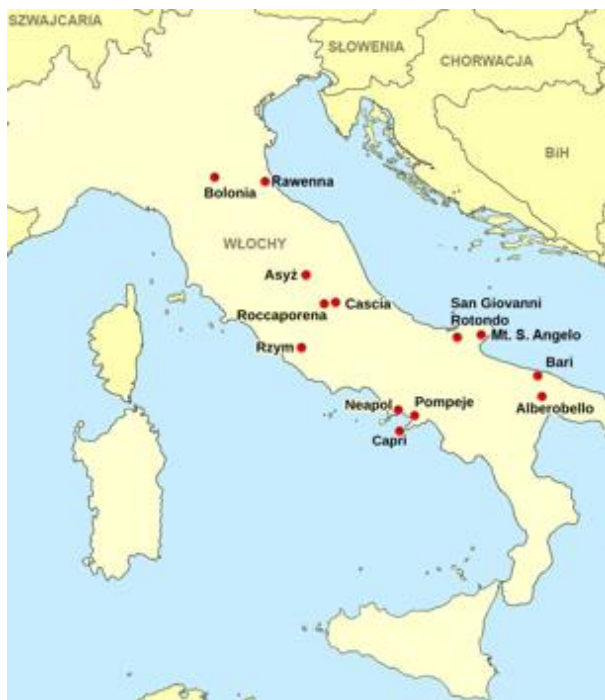 SZWAJCARIA
SŁOWENIA
CHORWACJA
BiH
Rawenna
Bolonia
WŁOCHY
Asyż
Cascia
Roccaporena
San Giovanni
Rotondo
Mt. S. Angelo
Rzym
Bari
Neapol
Pompeje
Alberobello
Capri